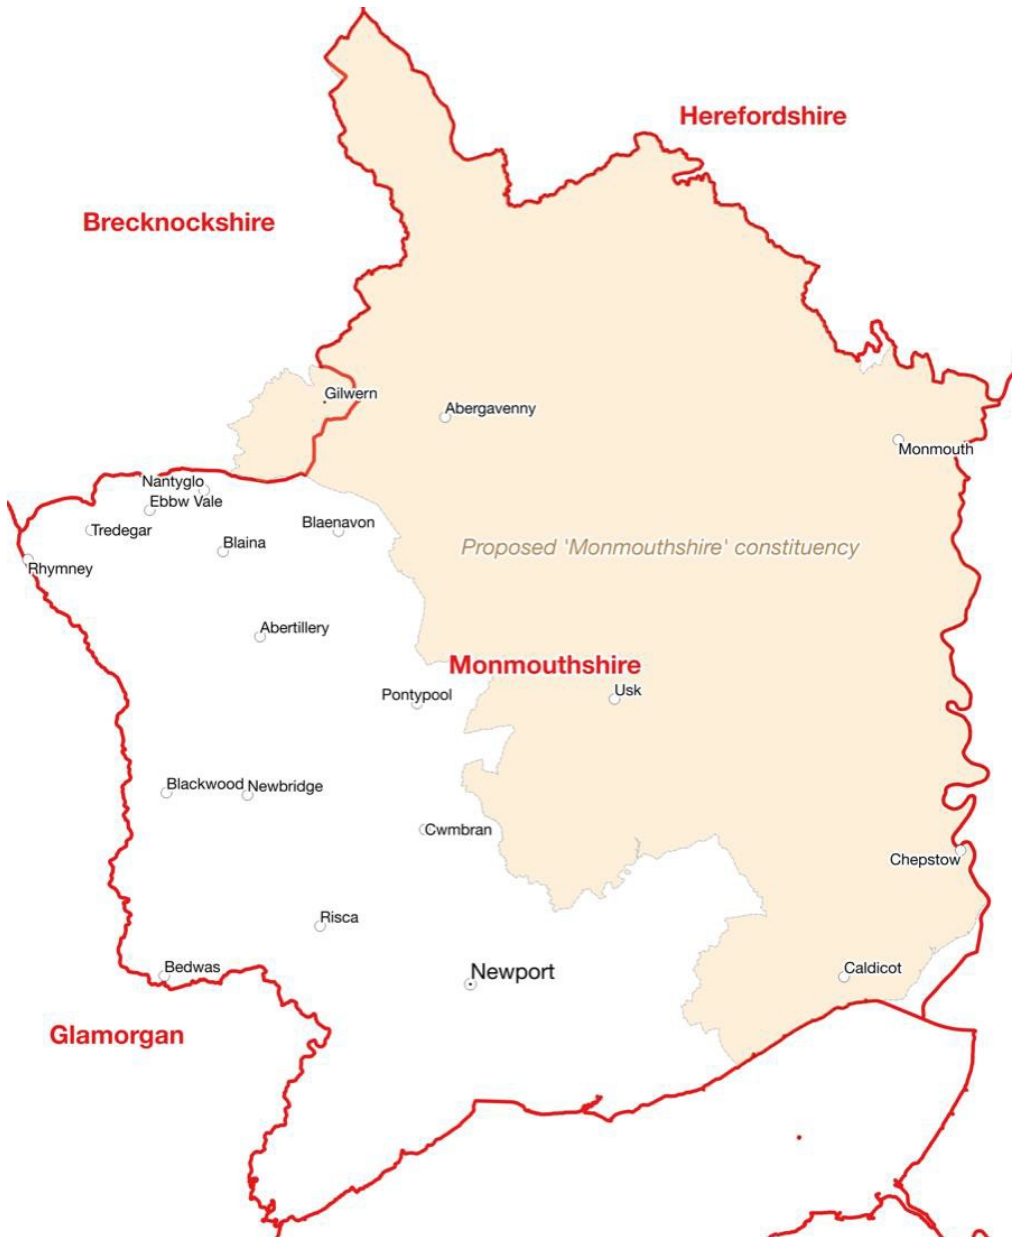 Herefordshire
Brecknockshire
Gilwern
Abergavenny
Monmouth
Nantyglo
Ebbw Vale
Tredegar
Blaenavon
Blaina
Proposed 'Monmouthshire' constituency
Rhymney
Abertillery
Monmouthshire
Pontypool
Usk
Blackwood
Newbridge
Cwmbran
Chepstow
Risca
Bedwas
Newport
Caldicot
Glamorgan